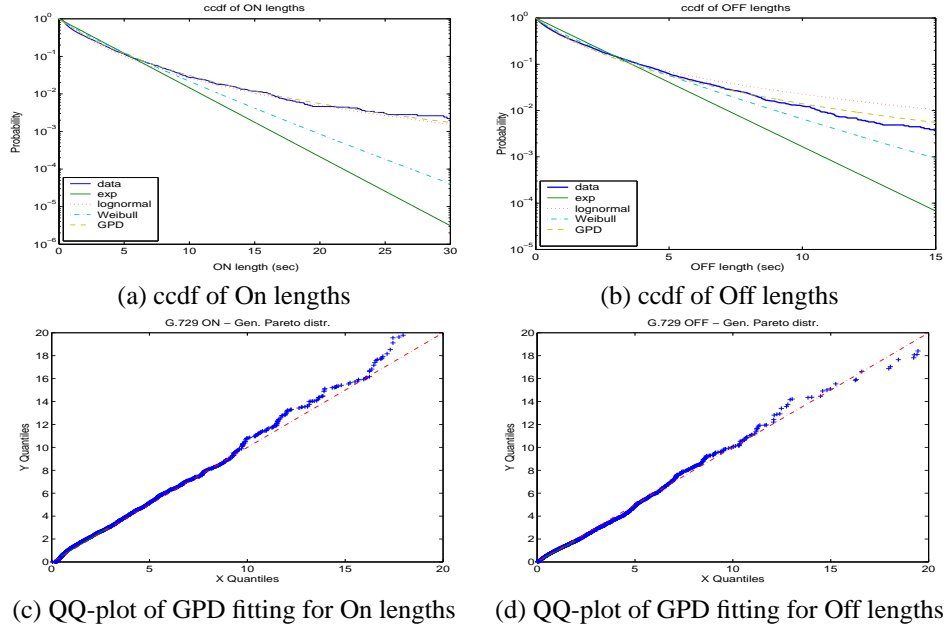 ccdf of ON lengths
10^0
10^-1
10^-2
10^-3
10^-4
10^-5
10^-6
Probability
data
exp
lognormal
Weibull
GPD
0 5 10 15 20 25 30
ON length (sec)
(a) ccdf of On lengths
ccdf of OFF lengths
10^0
10^-1
10^-2
10^-3
10^-4
10^-5
Probability
data
exp
lognormal
Weibull
GPD
0 5 10 15
OFF length (sec)
(b) ccdf of Off lengths
G.729 ON − Gen. Pareto distr.
20
18
16
14
12
10
8
6
4
2
0
Y Quantiles
0 5 10 15 20
X Quantiles
(c) QQ-plot of GPD fitting for On lengths
G.729 OFF − Gen. Pareto distr.
20
18
16
14
12
10
8
6
4
2
0
Y Quantiles
0 5 10 15 20
X Quantiles
(d) QQ-plot of GPD fitting for Off lengths